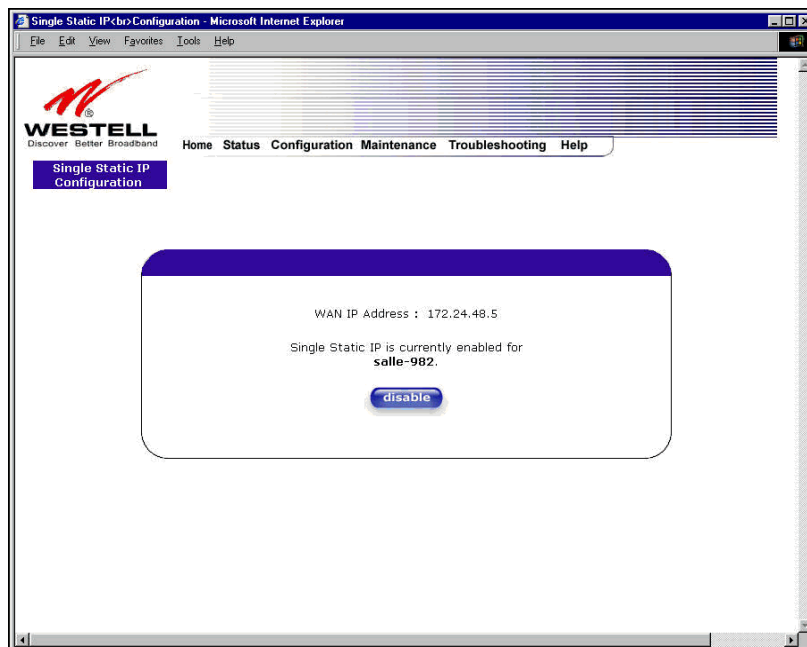 Single Static IP<br>Configuration - Microsoft Internet Explorer
File Edit View Favorites Tools Help
WESTELL
Discover Better Broadband
Home Status Configuration Maintenance Troubleshooting Help
Single Static IP
Configuration
WAN IP Address : 172.24.48.5
Single Static IP is currently enabled for
salle-982.
disable